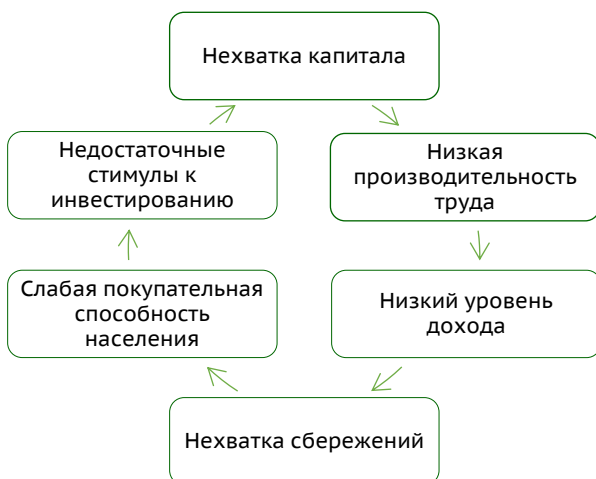 Нехватка капитала
Недостаточные
стимулы к
инвестированию
Низкая
производительность
труда
Слабая покупательная
способность
населения
Низкий уровень
дохода
Нехватка сбережений